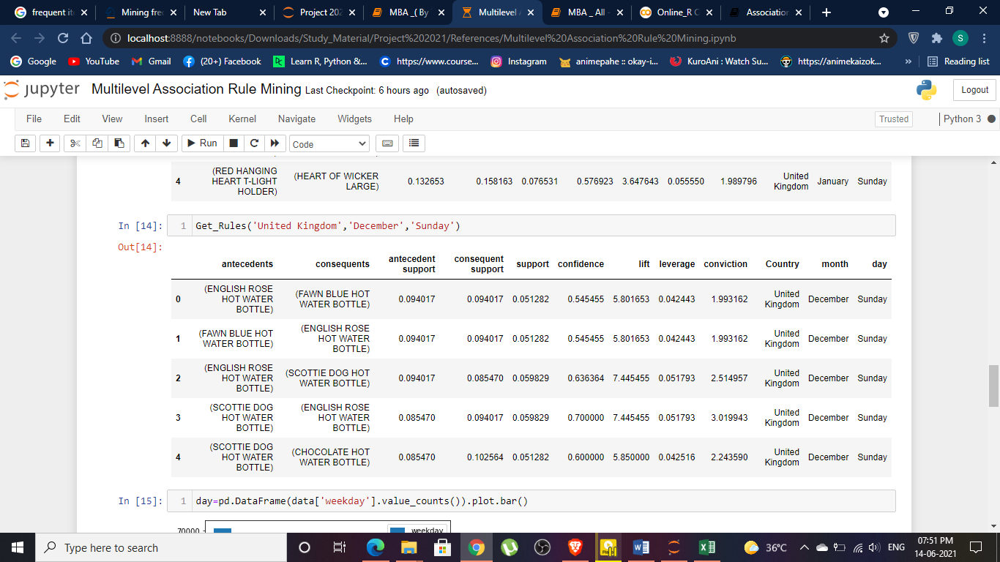 frequent it
Mining fre
New Tab
Project 202
MBA _( By
Multilevel A
MBA _ All -
Online_R C
Association
localhost:8888/notebooks/Downloads/Study_Material/Project%202021/References/Multilevel%20Association%20Rule%20Mining.ipynb
S
Google
YouTube
Gmail
(20+) Facebook
Learn R, Python &...
https://www.course...
Instagram
animepahe :: okay-i...
KuroAni : Watch Su...
https://animekaizok...
»
Reading list
jupyter Multilevel Association Rule Mining Last Checkpoint: 6 hours ago (autosaved)
Logout
File Edit View Insert Cell Kernel Navigate Widgets Help
Trusted
Python 3
Run
Code
4 (RED HANGING HEART T-LIGHT HOLDER) (HEART OF WICKER LARGE) 0.132653 0.158163 0.076531 0.576923 3.647643 0.055550 1.989796 United Kingdom January Sunday
In [14]: 1 Get_Rules('United Kingdom','December','Sunday')
Out[14]:
antecedents consequents antecedent support consequent support support confidence lift leverage conviction Country month day
0 (ENGLISH ROSE HOT WATER BOTTLE) (FAWN BLUE HOT WATER BOTTLE) 0.094017 0.094017 0.051282 0.545455 5.801653 0.042443 1.993162 United Kingdom December Sunday
1 (FAWN BLUE HOT WATER BOTTLE) (ENGLISH ROSE HOT WATER BOTTLE) 0.094017 0.094017 0.051282 0.545455 5.801653 0.042443 1.993162 United Kingdom December Sunday
2 (ENGLISH ROSE HOT WATER BOTTLE) (SCOTTIE DOG HOT WATER BOTTLE) 0.094017 0.085470 0.059829 0.636364 7.445455 0.051793 2.514957 United Kingdom December Sunday
3 (SCOTTIE DOG HOT WATER BOTTLE) (ENGLISH ROSE HOT WATER BOTTLE) 0.085470 0.094017 0.059829 0.700000 7.445455 0.051793 3.019943 United Kingdom December Sunday
4 (SCOTTIE DOG HOT WATER BOTTLE) (CHOCOLATE HOT WATER BOTTLE) 0.085470 0.102564 0.051282 0.600000 5.850000 0.042516 2.243590 United Kingdom December Sunday
In [15]: 1 day=pd.DataFrame(data['weekday'].value_counts()).plot.bar()
70000
weekday
Type here to search
36°C
ENG
07:51 PM
14-06-2021